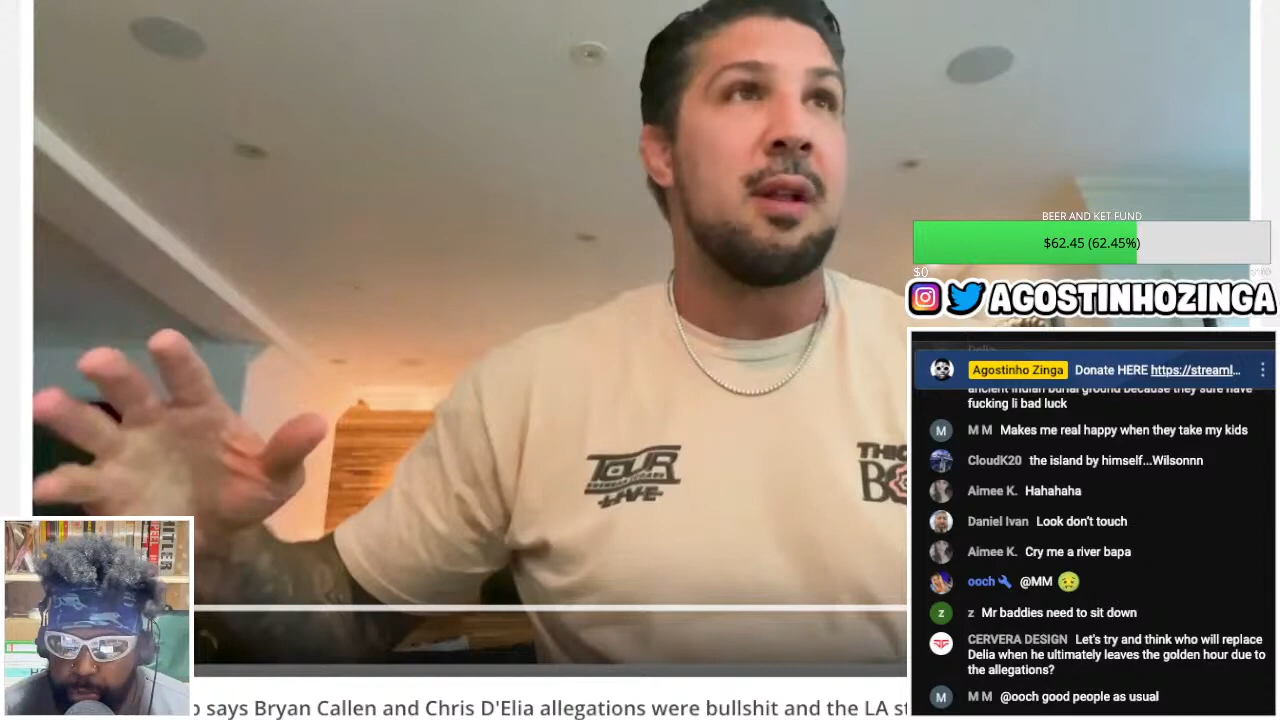 BEER AND KET FUND
$62.45 (62.45%)
$0
AGOSTINHOZINGA
Agostinho Zinga Donate HERE https://streaml...
ancient indian burial ground because they sure have
fucking li bad luck
M M Makes me real happy when they take my kids
CloudK20 the island by himself...Wilsonnn
Aimee K. Hahahaha
Daniel Ivan Look don't touch
Aimee K. Cry me a river bapa
ooch @MM
z Mr baddies need to sit down
CERVERA DESIGN Let's try and think who will replace
Delia when he ultimately leaves the golden hour due to
the allegations?
M M @ooch good people as usual
TOUR
LIVE
THIC
BO
HITLER
PEEL
says Bryan Callen and Chris D'Elia allegations were bullshit and the LA st